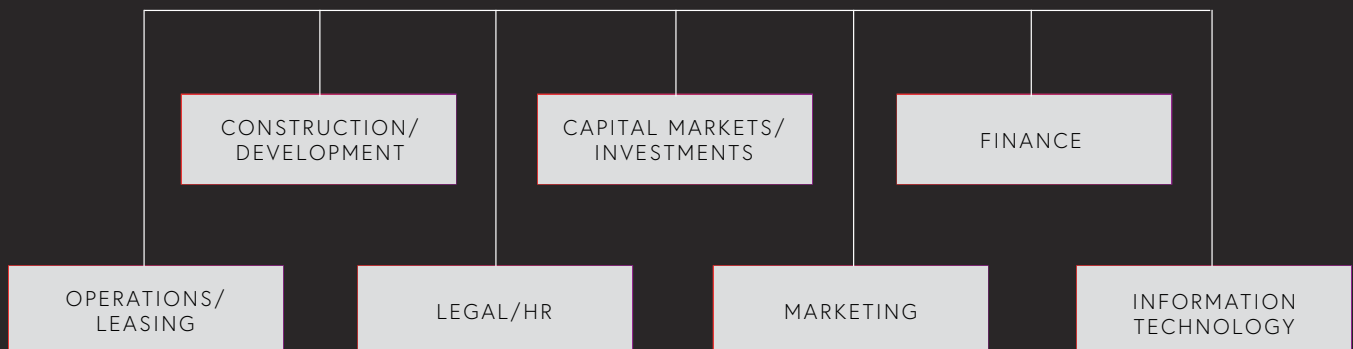 CONSTRUCTION/
DEVELOPMENT
CAPITAL MARKETS/
INVESTMENTS
FINANCE
OPERATIONS/
LEASING
LEGAL/HR
MARKETING
INFORMATION
TECHNOLOGY